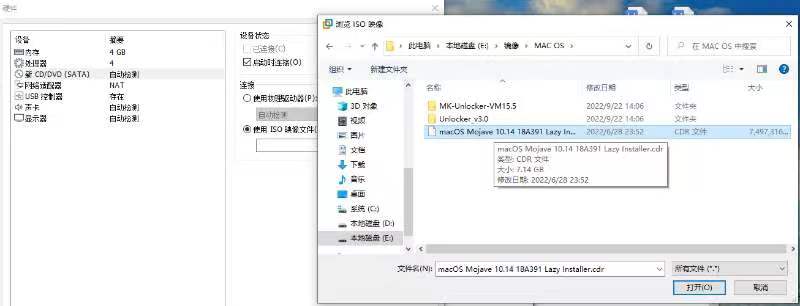 硬件
设备 摘要
内存 4 GB
处理器 4
新 CD/DVD (SATA) 自动检测
网络适配器 NAT
USB 控制器 存在
声卡 自动检测
显示器 自动检测
设备状态
已连接(C)
启动时连接(O)
连接
使用物理驱动器(P):
自动检测
使用 ISO 映像文件(
浏览 ISO 映像
此电脑 > 本地磁盘 (E:) > 镜像 > MAC OS >
在 MAC OS 中搜索
组织 新建文件夹
此电脑
3D 对象
视频
图片
文档
下载
音乐
桌面
系统 (C:)
本地磁盘 (D:)
本地磁盘 (E:)
名称 修改日期 类型 大小
MK-Unlocker-VM15.5 2022/9/22 14:06 文件夹
Unlocker_v3.0 2022/9/22 14:06 文件夹
macOS Mojave 10.14 18A391 Lazy In... 2022/6/28 23:52 CDR 文件 7,497,316...
macOS Mojave 10.14 18A391 Lazy Installer.cdr
类型: CDR 文件
大小: 7.14 GB
修改日期: 2022/6/28 23:52
文件名(N): macOS Mojave 10.14 18A391 Lazy Installer.cdr
所有文件 (*.*)
打开(O) 取消